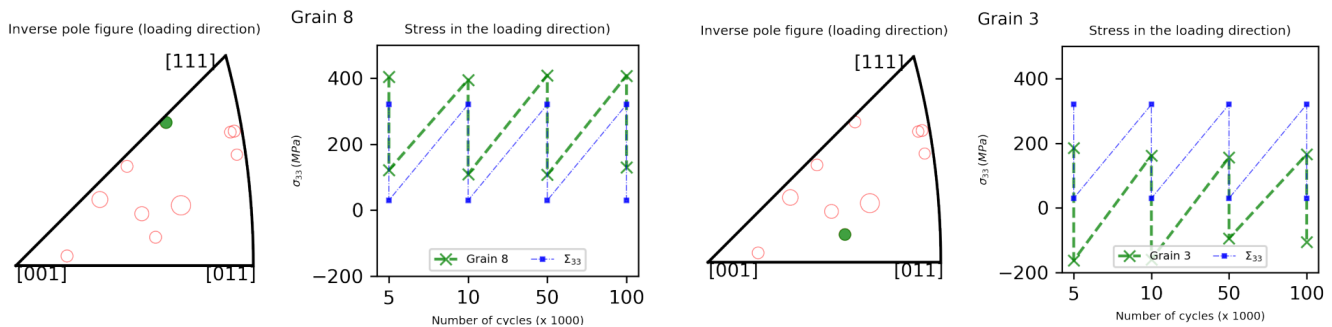 Grain 8
Inverse pole figure (loading direction)
[111]
[001]
[011]
Stress in the loading direction)
σ33 (MPa)
400
200
0
−200
Grain 8
Σ33
5
10
50
100
Number of cycles (x 1000)
Grain 3
Inverse pole figure (loading direction)
[111]
[001]
[011]
Stress in the loading direction)
σ33 (MPa)
400
200
0
−200
Grain 3
Σ33
5
10
50
100
Number of cycles (x 1000)